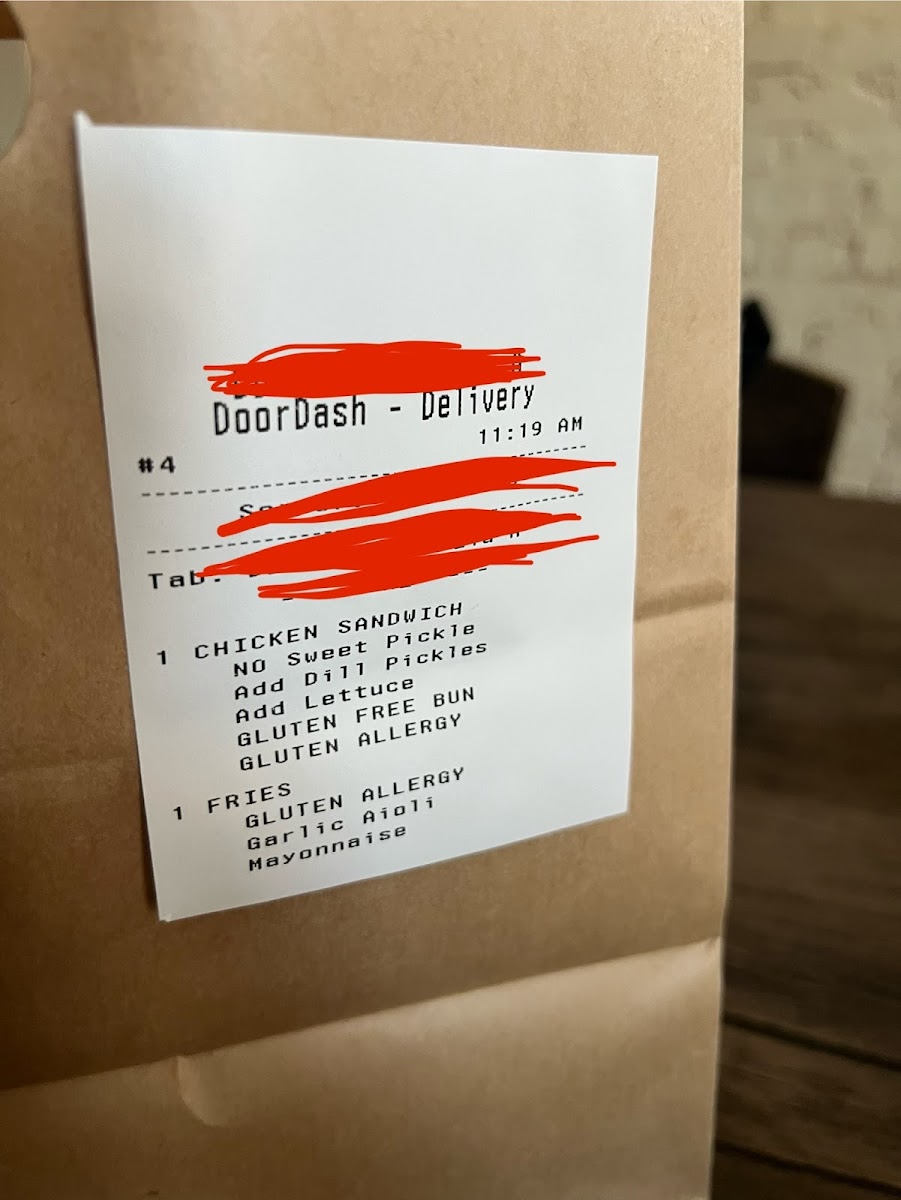 DoorDash - Delivery
11:19 AM
#4
Tab:
1 CHICKEN SANDWICH
NO Sweet Pickle
Add Dill Pickles
Add Lettuce
GLUTEN FREE BUN
GLUTEN ALLERGY
1 FRIES
GLUTEN ALLERGY
Garlic Aioli
Mayonnaise